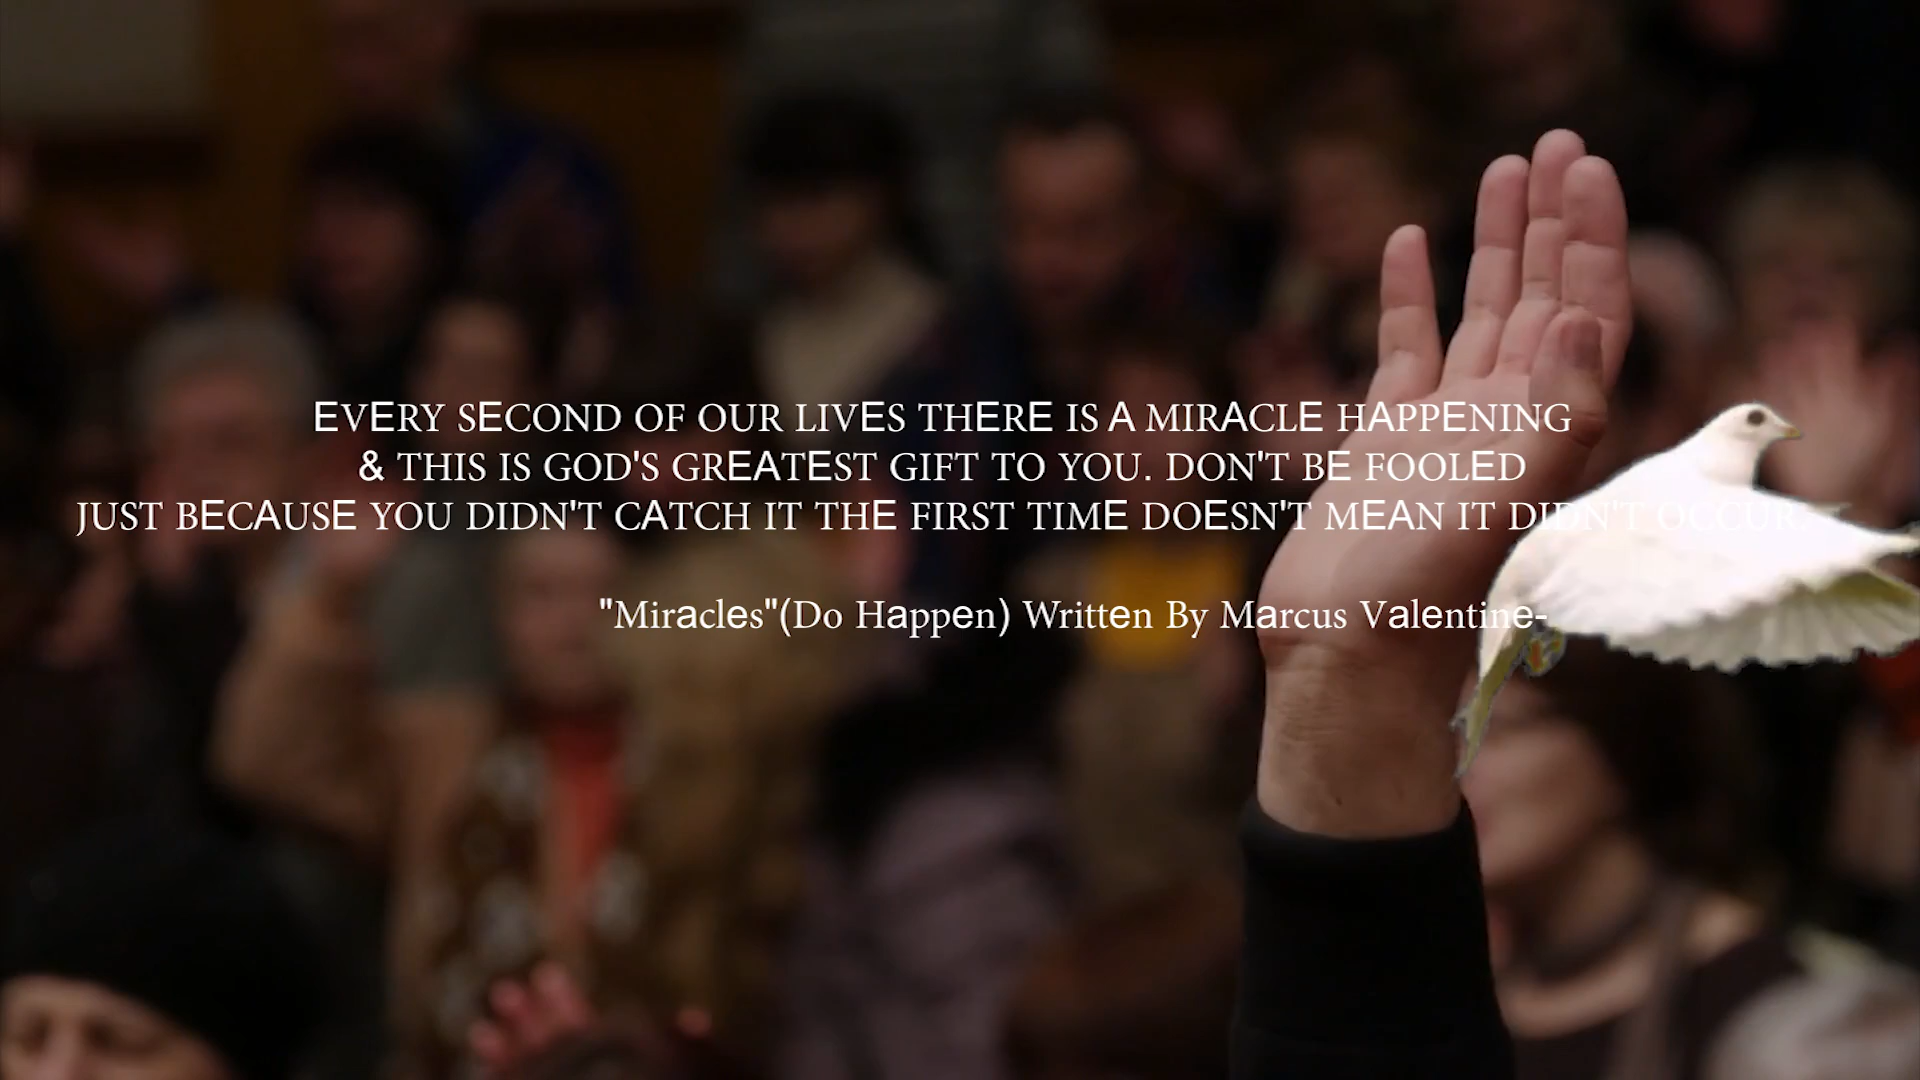 EVERY SECOND OF OUR LIVES THERE IS A MIRACLE HAPPENING
& THIS IS GOD'S GREATEST GIFT TO YOU. DON'T BE FOOLED
JUST BECAUSE YOU DIDN'T CATCH IT THE FIRST TIME DOESN'T MEAN IT DIDN'T OCCUR.
"Miracles"(Do Happen) Written By Marcus Valentine-